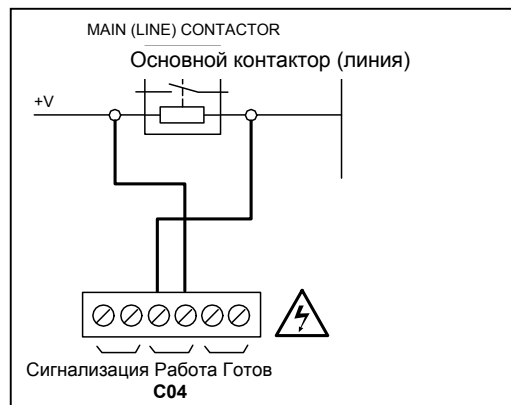 MAIN (LINE) CONTACTOR
Основной контактор (линия)
+V
Сигнализация Работа Готов
C04